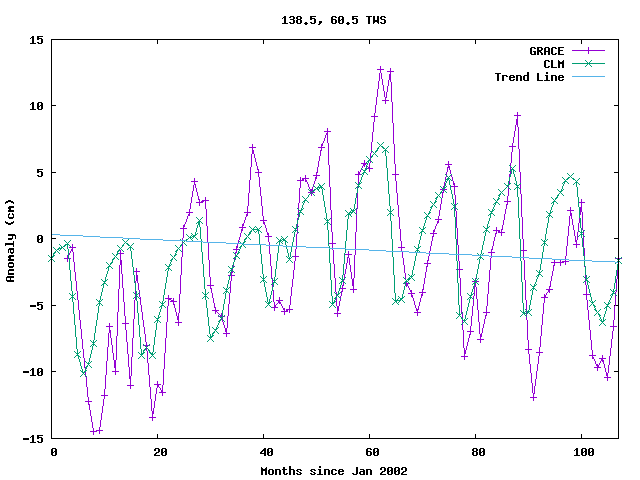 138.5, 60.5 TWS
GRACE
CLM
Trend Line
15
10
5
0
-5
-10
-15
Anomaly (cm)
0 20 40 60 80 100
Months since Jan 2002